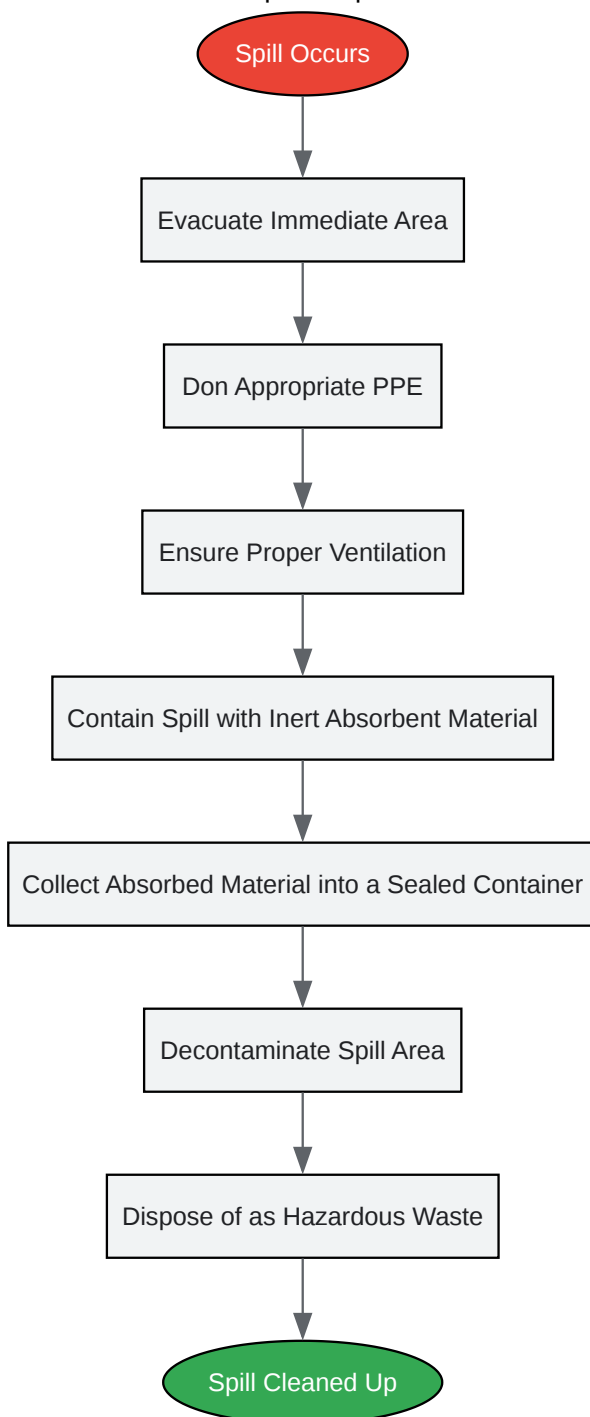 Spill Occurs
Evacuate Immediate Area
Don Appropriate PPE
Ensure Proper Ventilation
Contain Spill with Inert Absorbent Material
Collect Absorbed Material into a Sealed Container
Decontaminate Spill Area
Dispose of as Hazardous Waste
Spill Cleaned Up